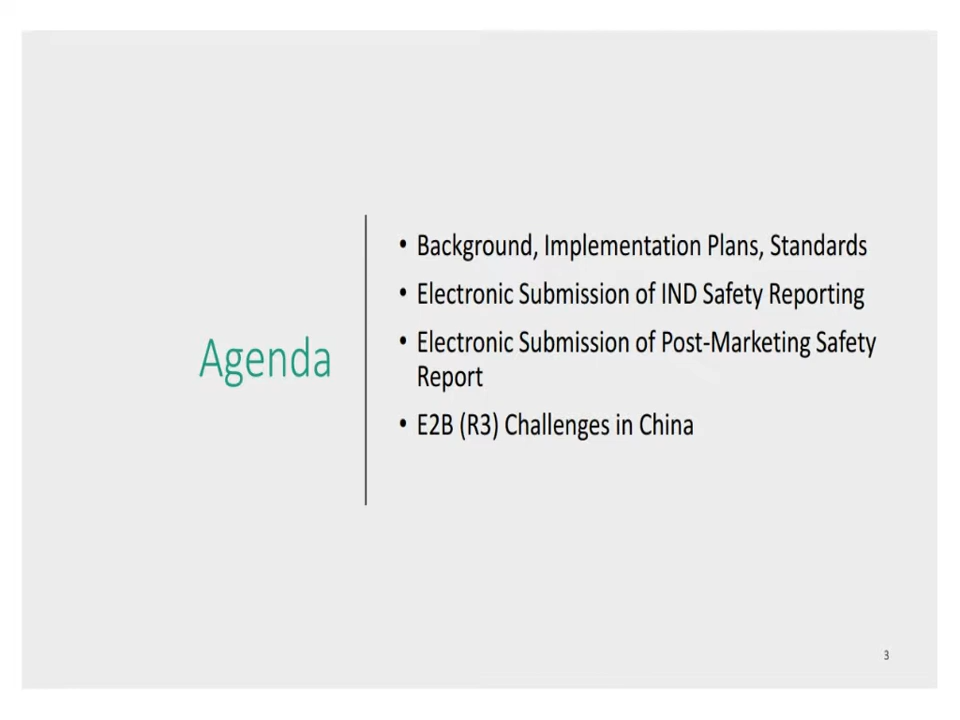 Agenda
• Background, Implementation Plans, Standards
• Electronic Submission of IND Safety Reporting
• Electronic Submission of Post-Marketing Safety
Report
• E2B (R3) Challenges in China
3